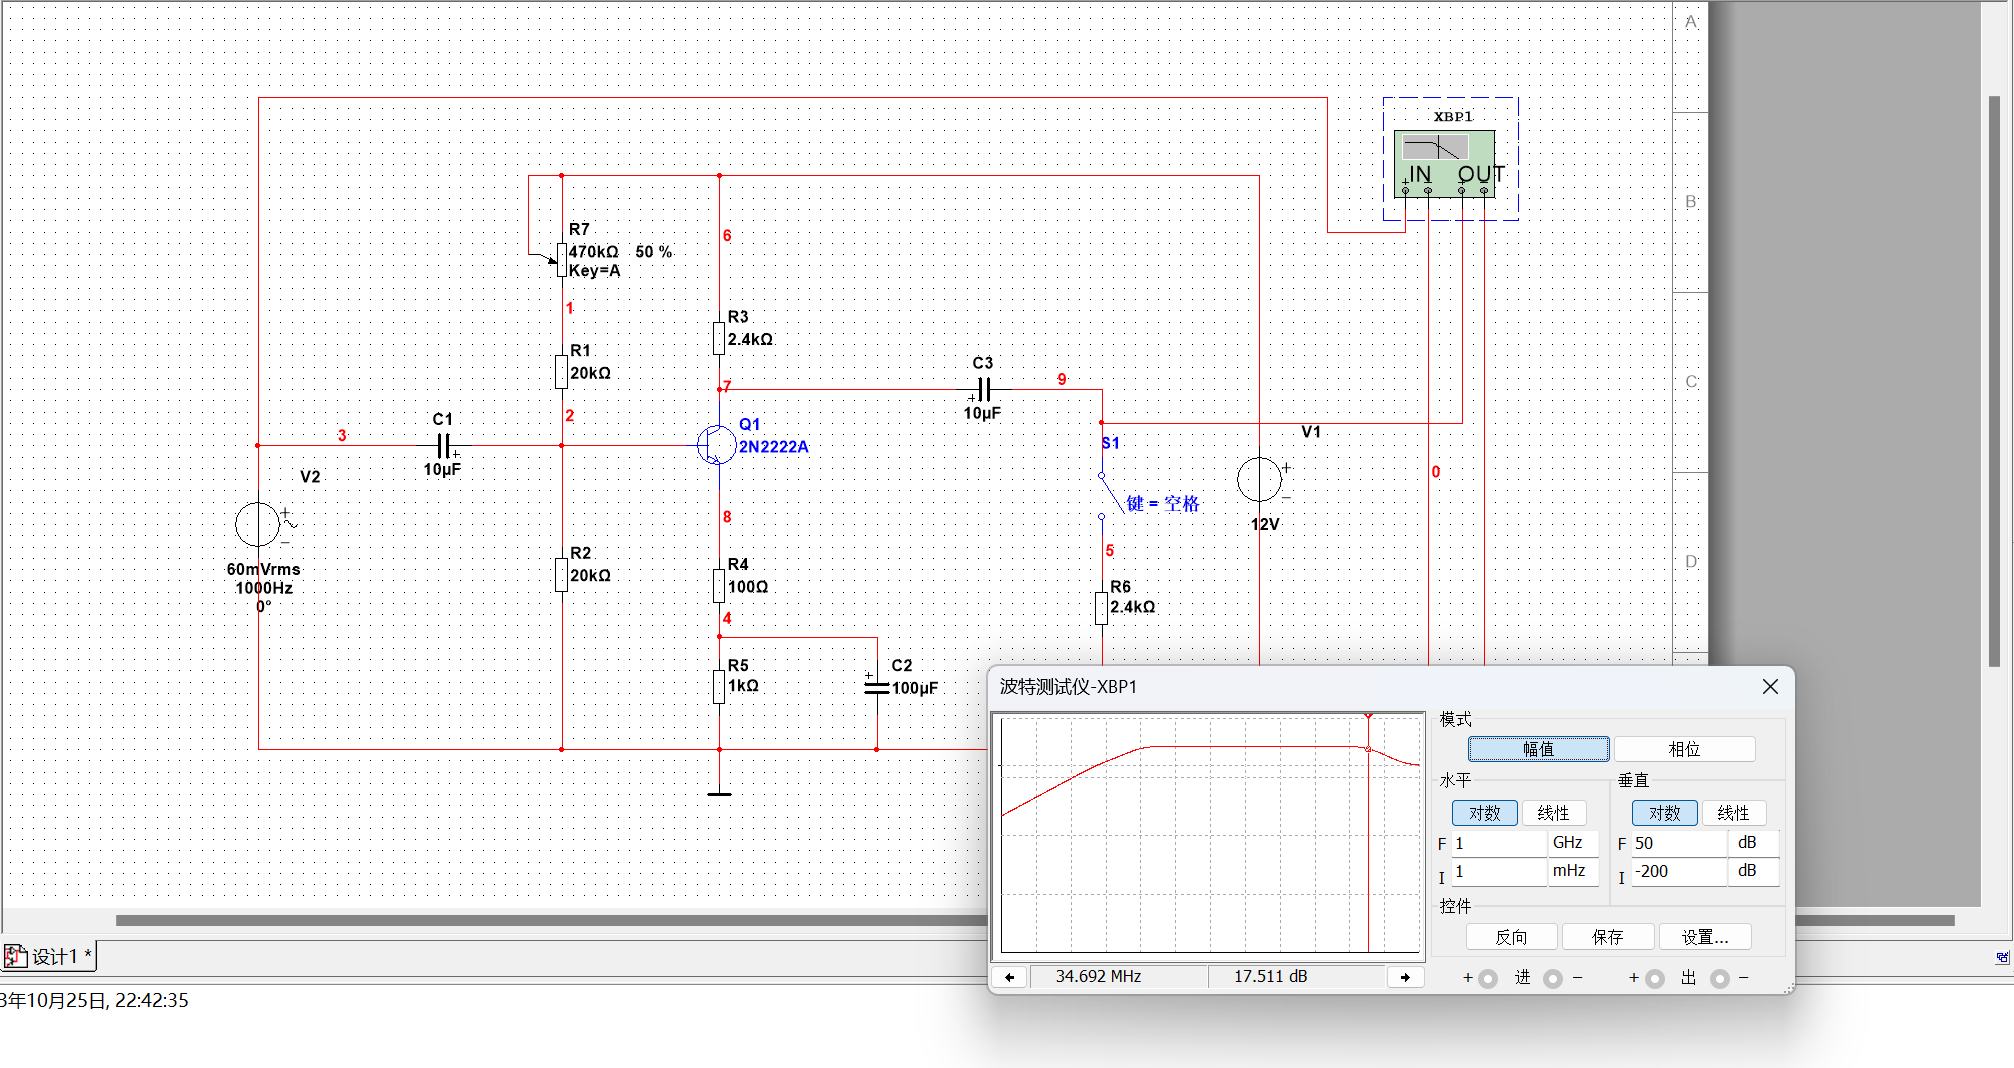 A
XBP1
IN OUT
B
R7
470kΩ 50 %
Key=A
6
1
R3
2.4kΩ
R1
20kΩ
C3
9
10μF
C
7
2
C1
3
10μF
Q1
2N2222A
V1
S1
0
V2
键 = 空格
12V
8
5
D
60mVrms
1000Hz
0°
R2
20kΩ
R4
100Ω
4
R6
2.4kΩ
R5
1kΩ
C2
100μF
波特测试仪-XBP1
模式
幅值 相位
水平 垂直
对数 线性 对数 线性
F 1 GHz F 50 dB
I 1 mHz I -200 dB
控件
反向 保存 设置...
34.692 MHz 17.511 dB
+ 进 − + 出 −
设计1 *
3年10月25日, 22:42:35